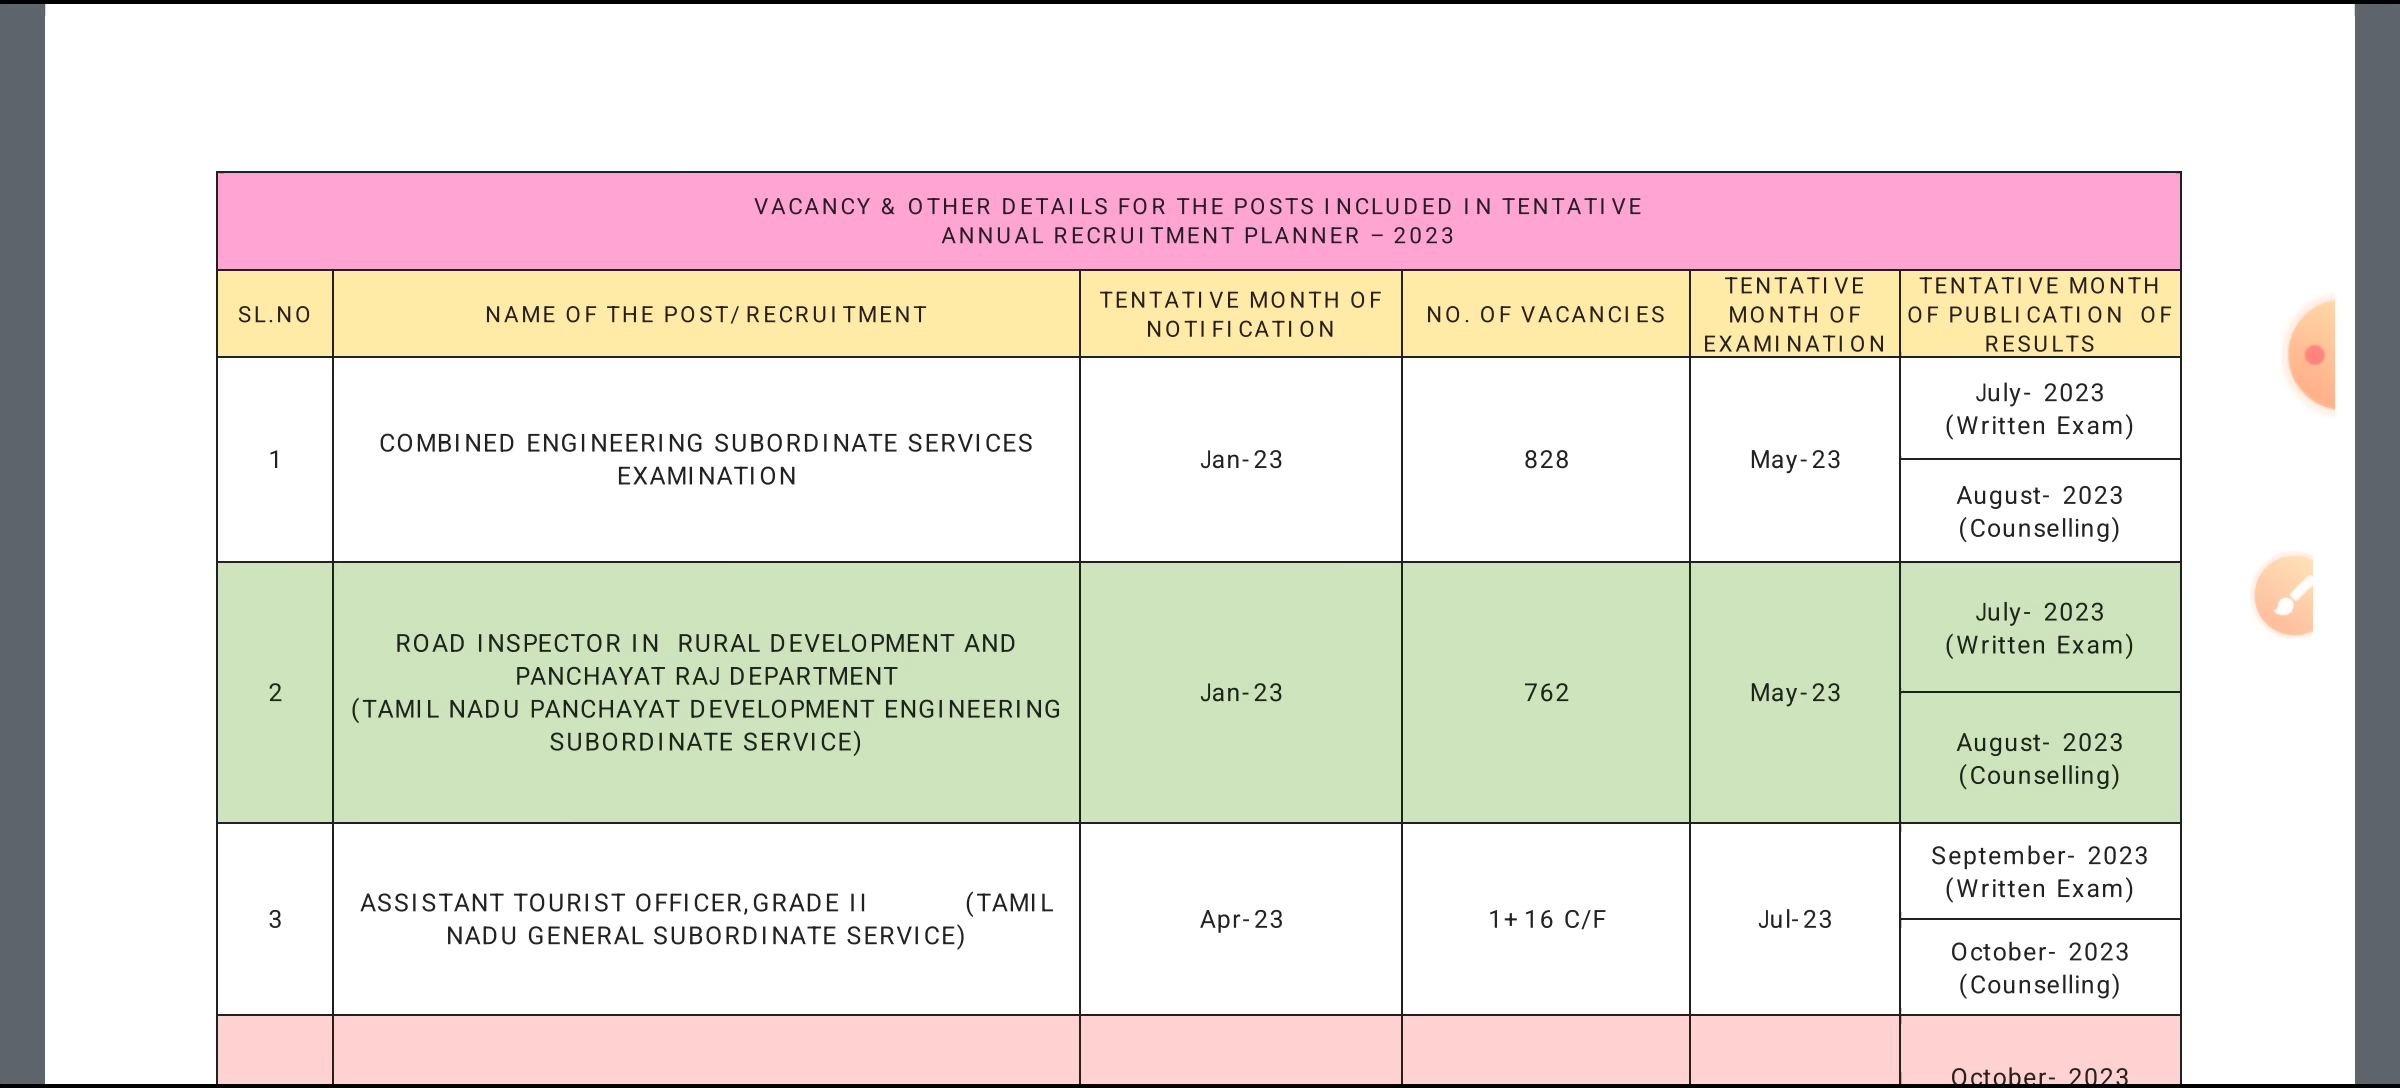 VACANCY & OTHER DETAILS FOR THE POSTS INCLUDED IN TENTATIVE
ANNUAL RECRUITMENT PLANNER – 2023
SL.NO
NAME OF THE POST/RECRUITMENT
TENTATIVE MONTH OF
NOTIFICATION
NO. OF VACANCIES
TENTATIVE
MONTH OF
EXAMINATION
TENTATIVE MONTH
OF PUBLICATION OF
RESULTS
1
COMBINED ENGINEERING SUBORDINATE SERVICES
EXAMINATION
Jan-23
828
May-23
July- 2023
(Written Exam)
August- 2023
(Counselling)
2
ROAD INSPECTOR IN RURAL DEVELOPMENT AND
PANCHAYAT RAJ DEPARTMENT
(TAMIL NADU PANCHAYAT DEVELOPMENT ENGINEERING
SUBORDINATE SERVICE)
Jan-23
762
May-23
July- 2023
(Written Exam)
August- 2023
(Counselling)
3
ASSISTANT TOURIST OFFICER,GRADE II (TAMIL
NADU GENERAL SUBORDINATE SERVICE)
Apr-23
1+16 C/F
Jul-23
September- 2023
(Written Exam)
October- 2023
(Counselling)
October- 2023